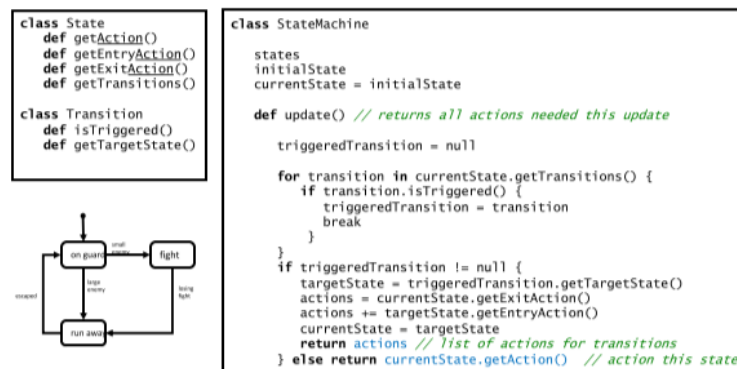 class State
def getAction()
def getEntryAction()
def getExitAction()
def getTransitions()
class Transition
def isTriggered()
def getTargetState()
on guard
small
enemy
fight
large
enemy
escaped
losing
fight
run away
class StateMachine
states
initialState
currentState = initialState
def update() // returns all actions needed this update
triggeredTransition = null
for transition in currentState.getTransitions() {
if transition.isTriggered() {
triggeredTransition = transition
break
}
}
if triggeredTransition != null {
targetState = triggeredTransition.getTargetState()
actions = currentState.getExitAction()
actions += targetState.getEntryAction()
currentState = targetState
return actions // list of actions for transitions
} else return currentState.getAction() // action this state